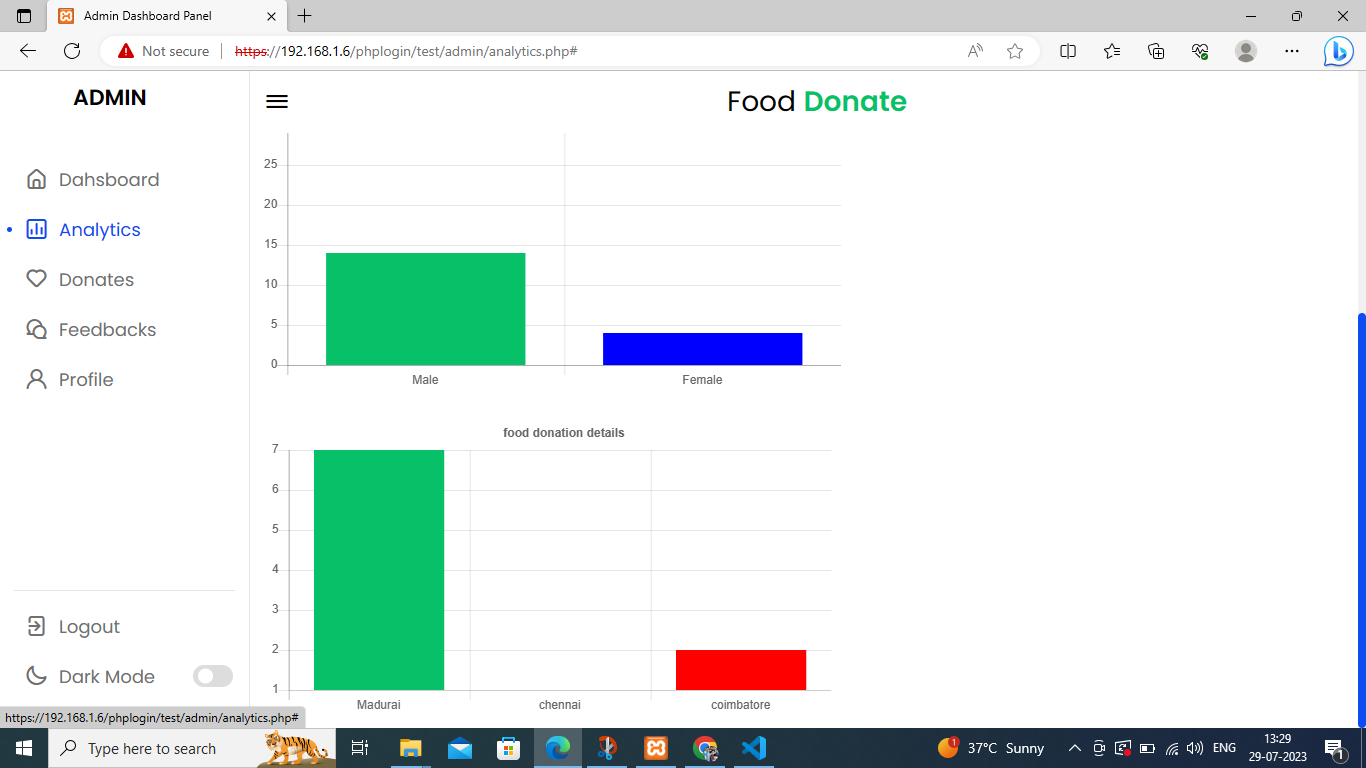 Admin Dashboard Panel
Not secure https://192.168.1.6/phplogin/test/admin/analytics.php#
ADMIN
Food Donate
Dahsboard
Analytics
Donates
Feedbacks
Profile
25
20
15
10
5
0
Male Female
food donation details
7
6
5
4
3
2
1
Madurai chennai coimbatore
Logout
Dark Mode
https://192.168.1.6/phplogin/test/admin/analytics.php#
Type here to search
1
37°C Sunny
ENG
13:29
29-07-2023
1